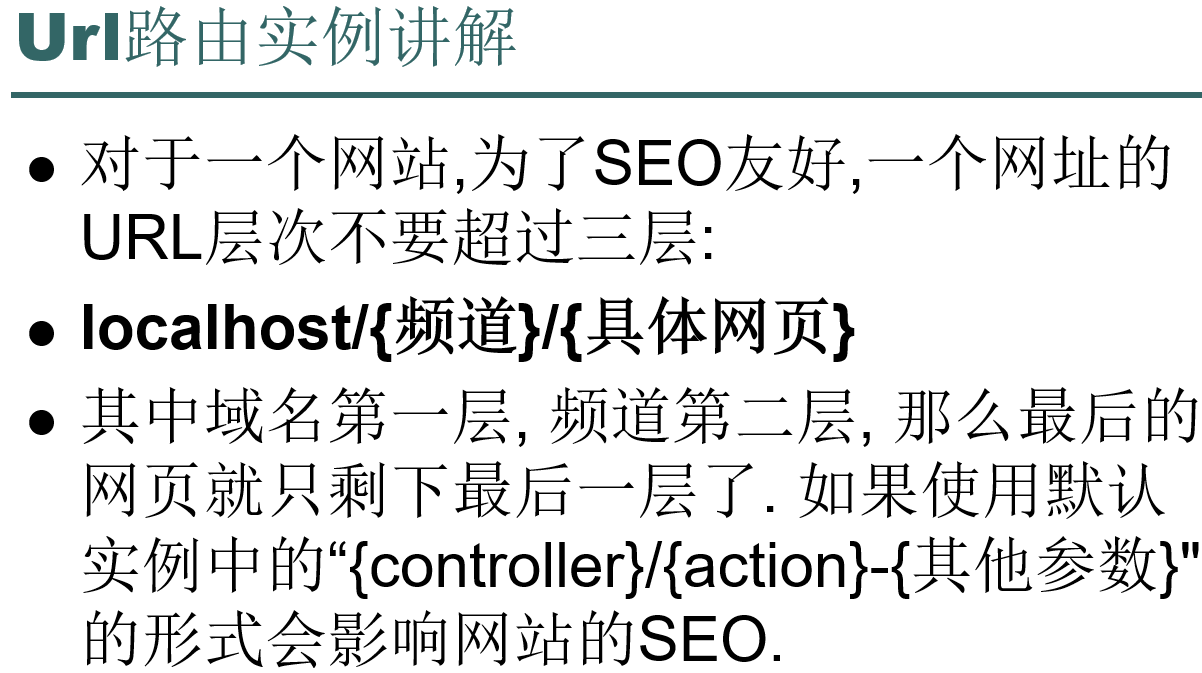 Url路由实例讲解
● 对于一个网站,为了SEO友好,一个网址的
URL层次不要超过三层:
● localhost/{频道}/{具体网页}
● 其中域名第一层, 频道第二层, 那么最后的
网页就只剩下最后一层了. 如果使用默认
实例中的“{controller}/{action}-{其他参数}"
的形式会影响网站的SEO.